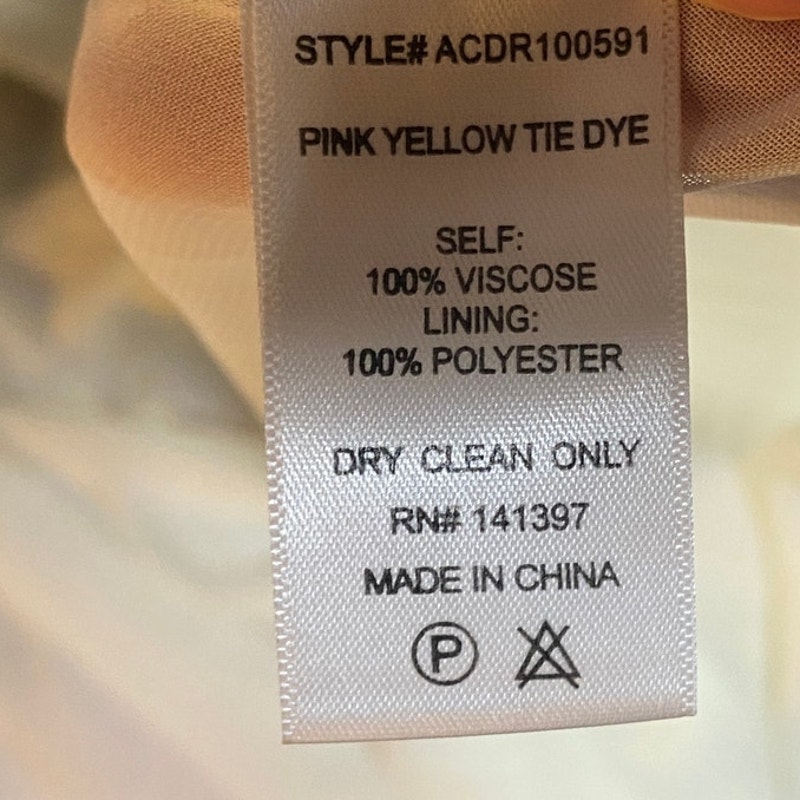 STYLE# ACDR100591
PINK YELLOW TIE DYE
SELF:
100% VISCOSE
LINING:
100% POLYESTER
DRY CLEAN ONLY
RN# 141397
MADE IN CHINA
P